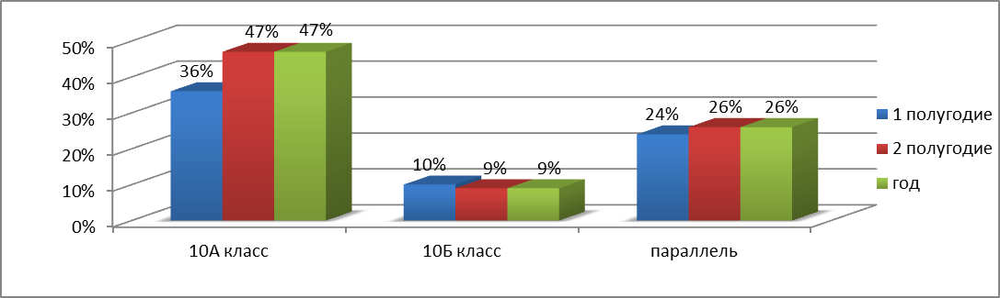 47% 47%
50%
36%
40%
30%
24% 26% 26%
20%
10% 9% 9%
10%
0%
10А класс 10Б класс параллель
1 полугодие
2 полугодие
год